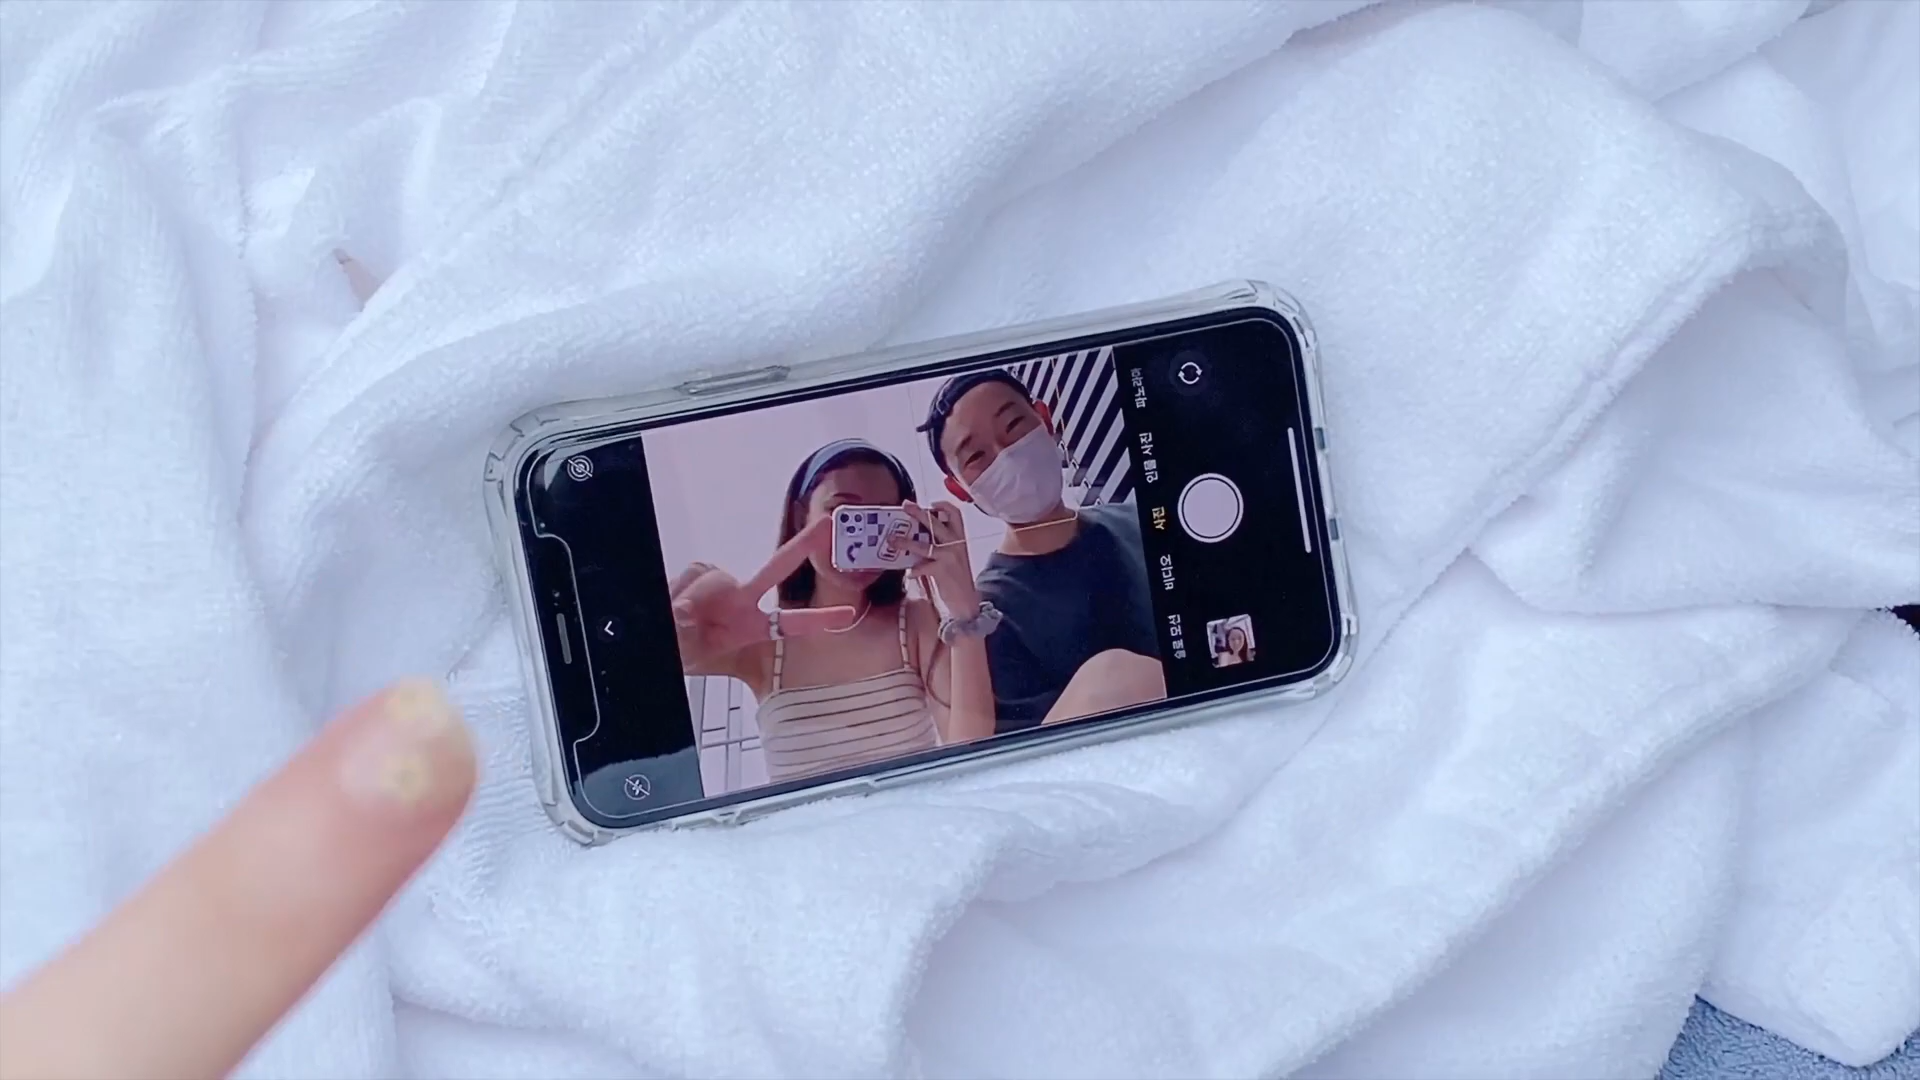 파노라마
인물 사진
사진
비디오
슬로 모션